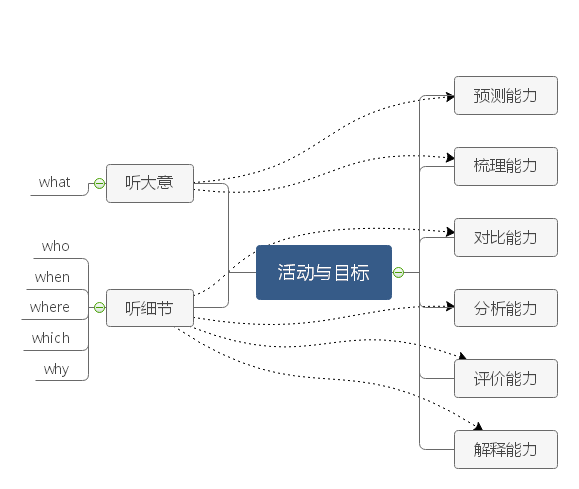 what
听大意
who
when
where
which
why
听细节
活动与目标
预测能力
梳理能力
对比能力
分析能力
评价能力
解释能力